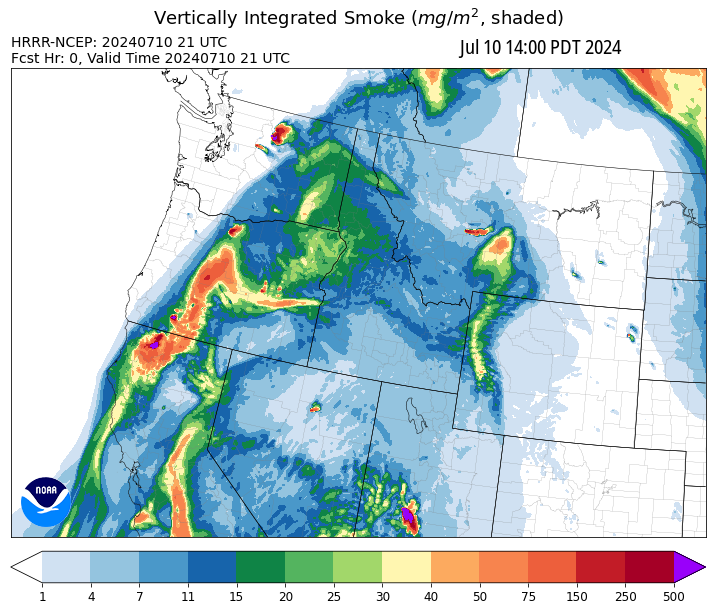 Vertically Integrated Smoke (mg/m², shaded)
HRRR-NCEP: 20240710 21 UTC
Jul 10 14:00 PDT 2024
Fcst Hr: 0, Valid Time 20240710 21 UTC
NOAA
1 4 7 11 15 20 25 30 40 50 75 150 250 500